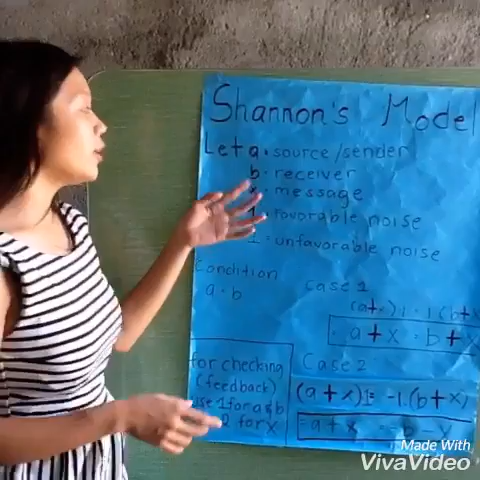 Shannon's Model
Let a = source/sender
b = receiver
x = message
1 = favorable noise
1 = unfavorable noise
Condition
a = b
Case 1
(a+x) 1 = 1 (b+x
= a + x = b + x
for checking
(feedback)
use 1 for a & b
2 for x
Case 2
(a + x) 1 = -1 (b + x)
= a + x = -b - x
Made With
VivaVideo